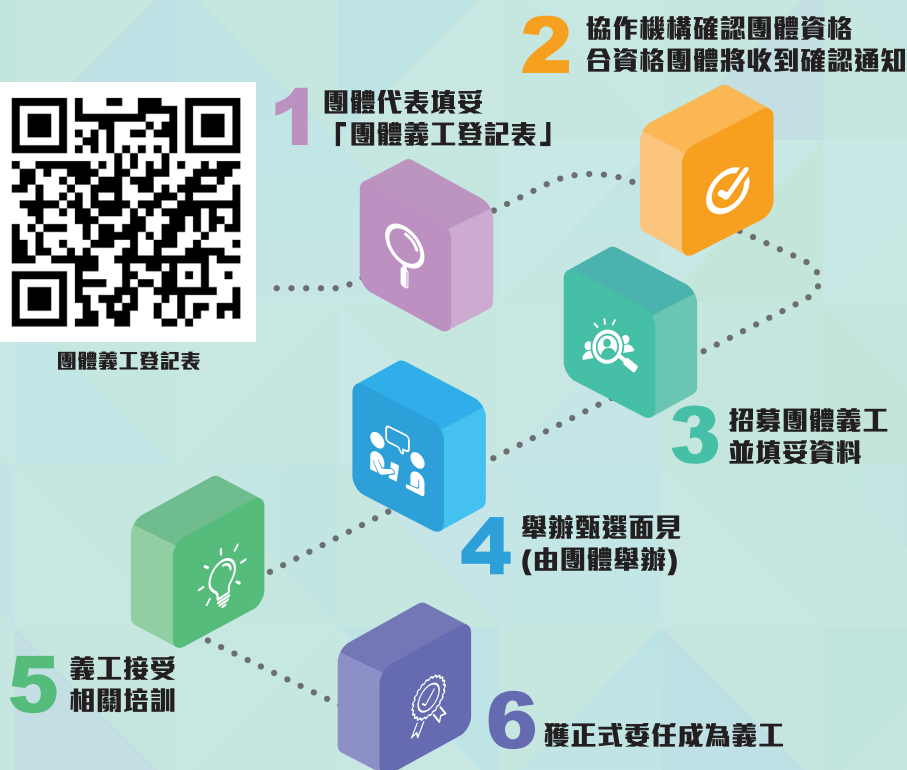 1
團體代表填妥
「團體義工登記表」
2
協作機構確認團體資格
合資格團體將收到確認通知
團體義工登記表
3
招募團體義工
並填妥資料
4
舉辦甄選面見
(由團體舉辦)
5
義工接受
相關培訓
6
獲正式委任成為義工